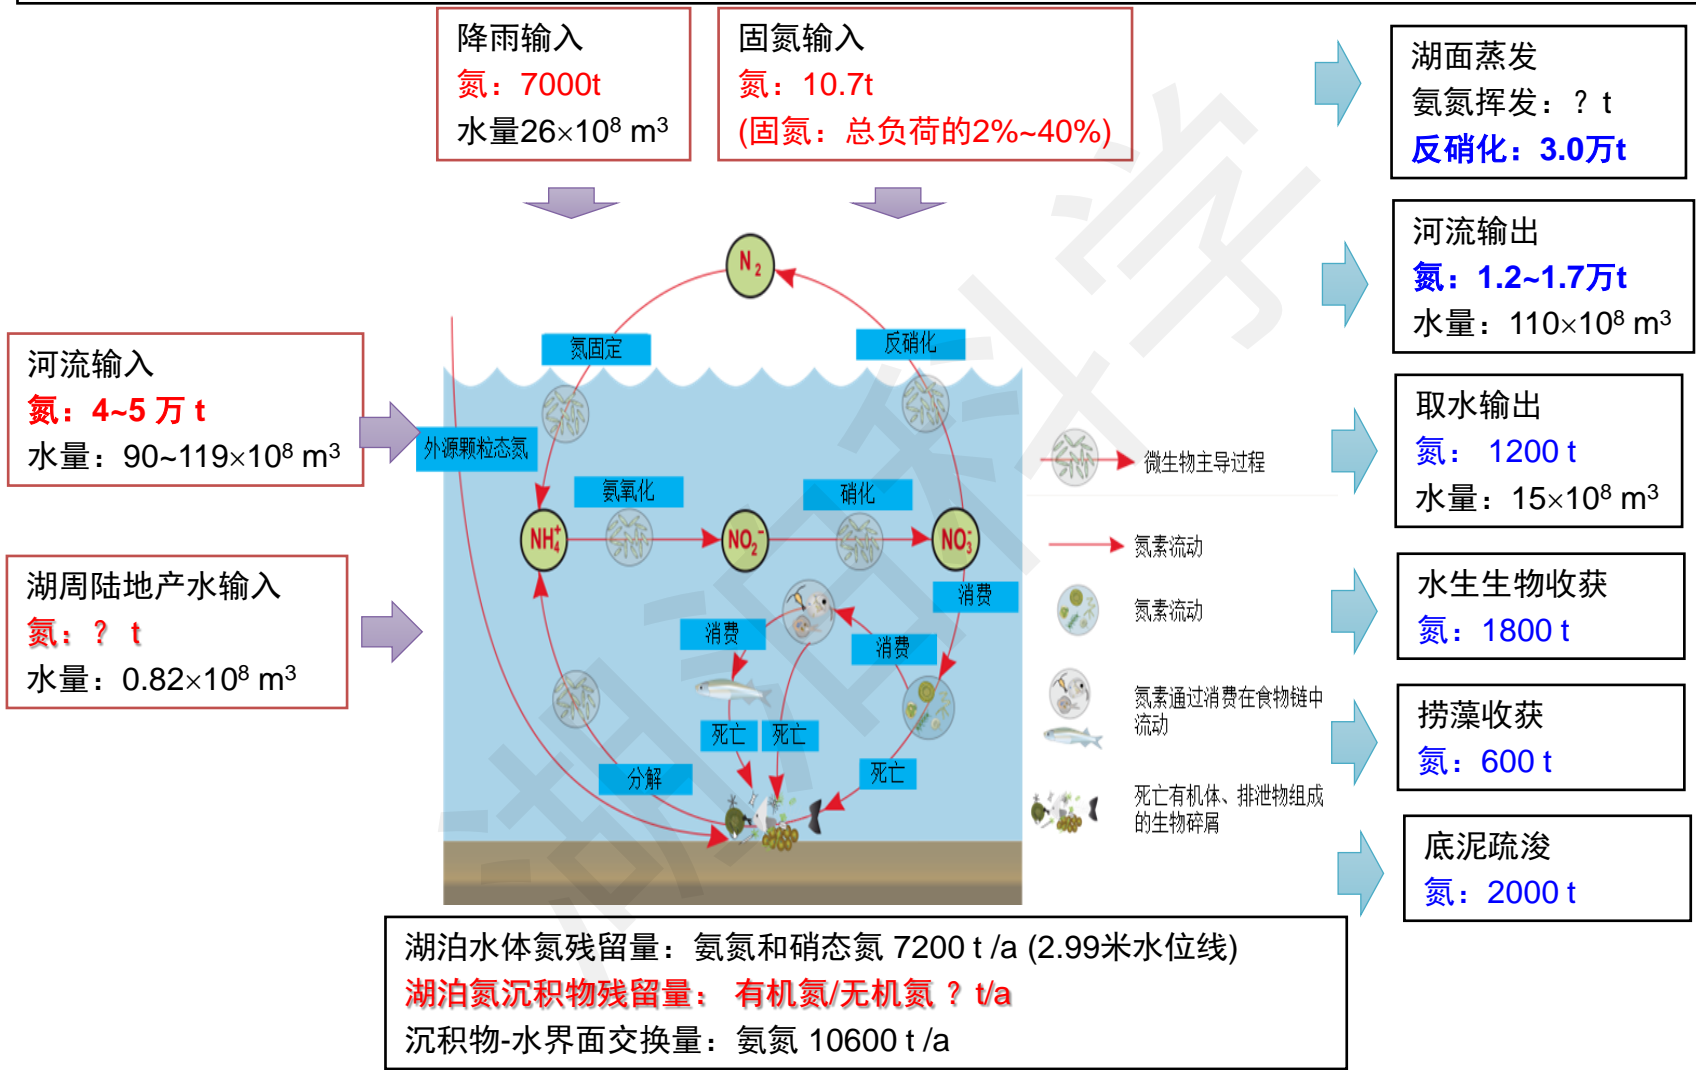 降雨输入
氮：7000t
水量26×10⁸ m³
固氮输入
氮：10.7t
(固氮：总负荷的2%~40%)
湖面蒸发
氨氮挥发：？t
反硝化：3.0万t
河流输出
氮：1.2~1.7万t
水量：110×10⁸ m³
取水输出
氮： 1200 t
水量：15×10⁸ m³
水生生物收获
氮：1800 t
捞藻收获
氮：600 t
底泥疏浚
氮：2000 t
河流输入
氮：4~5 万 t
水量：90~119×10⁸ m³
湖周陆地产水输入
氮：？ t
水量：0.82×10⁸ m³
N₂
氮固定
反硝化
外源颗粒态氮
氨氧化
硝化
NH₄⁺
NO₂⁻
NO₃⁻
消费
消费
消费
死亡
死亡
死亡
分解
微生物主导过程
氮素流动
氮素流动
氮素通过消费在食物链中
流动
死亡有机体、排泄物组成
的生物碎屑
湖泊水体氮残留量：氨氮和硝态氮 7200 t /a (2.99米水位线)
湖泊氮沉积物残留量： 有机氮/无机氮 ？t/a
沉积物-水界面交换量：氨氮 10600 t /a
湖泊科学